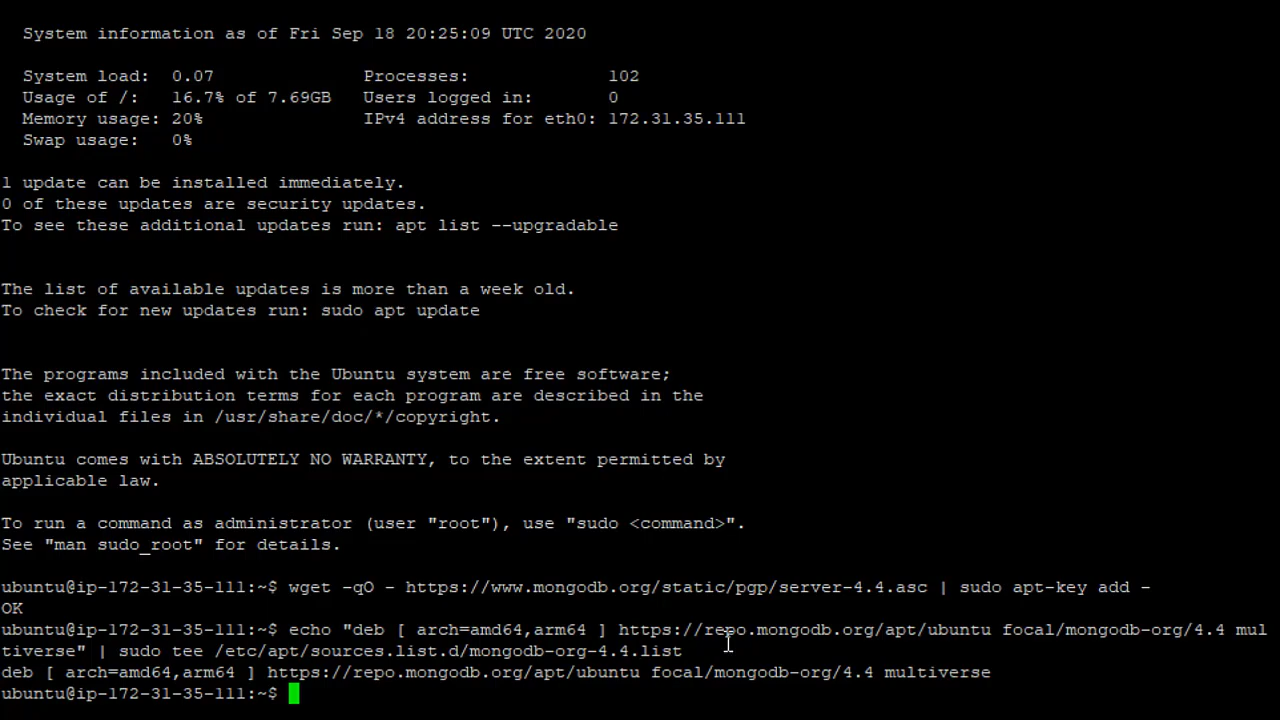 System information as of Fri Sep 18 20:25:09 UTC 2020
System load: 0.07 Processes: 102
Usage of /: 16.7% of 7.69GB Users logged in: 0
Memory usage: 20% IPv4 address for eth0: 172.31.35.111
Swap usage: 0%
1 update can be installed immediately.
0 of these updates are security updates.
To see these additional updates run: apt list --upgradable
The list of available updates is more than a week old.
To check for new updates run: sudo apt update
The programs included with the Ubuntu system are free software;
the exact distribution terms for each program are described in the
individual files in /usr/share/doc/*/copyright.
Ubuntu comes with ABSOLUTELY NO WARRANTY, to the extent permitted by
applicable law.
To run a command as administrator (user "root"), use "sudo <command>".
See "man sudo_root" for details.
ubuntu@ip-172-31-35-111:~$ wget -qO - https://www.mongodb.org/static/pgp/server-4.4.asc | sudo apt-key add -
OK
ubuntu@ip-172-31-35-111:~$ echo "deb [ arch=amd64,arm64 ] https://repo.mongodb.org/apt/ubuntu focal/mongodb-org/4.4 mul
tiverse" | sudo tee /etc/apt/sources.list.d/mongodb-org-4.4.list
deb [ arch=amd64,arm64 ] https://repo.mongodb.org/apt/ubuntu focal/mongodb-org/4.4 multiverse
ubuntu@ip-172-31-35-111:~$